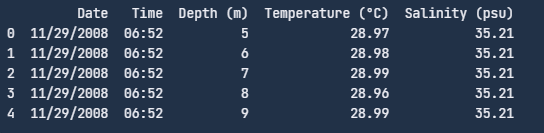 Date Time Depth (m) Temperature (°C) Salinity (psu)
0 11/29/2008 06:52 5 28.97 35.21
1 11/29/2008 06:52 6 28.98 35.21
2 11/29/2008 06:52 7 28.99 35.21
3 11/29/2008 06:52 8 28.96 35.21
4 11/29/2008 06:52 9 28.99 35.21